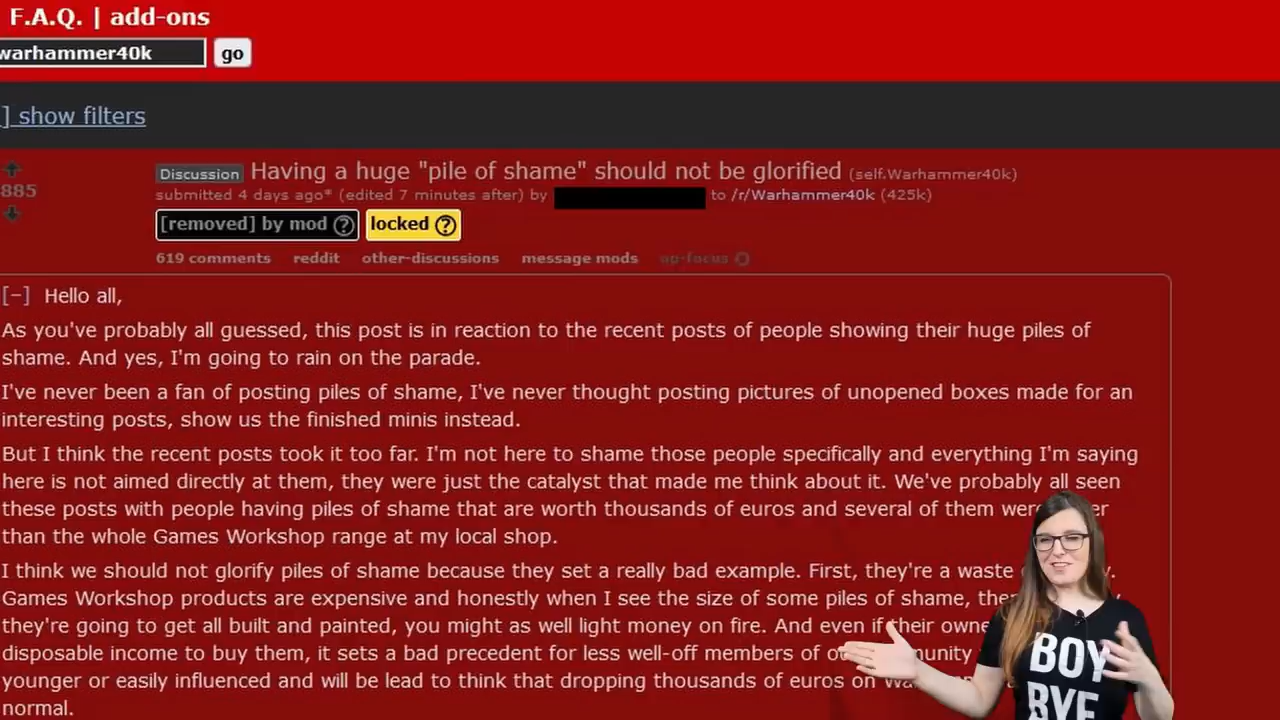 F.A.Q. | add-ons
warhammer40k go
] show filters
Discussion Having a huge "pile of shame" should not be glorified (self.Warhammer40k)
885
submitted 4 days ago* (edited 7 minutes after) by to /r/Warhammer40k (425k)
[removed] by mod ? locked ?
619 comments reddit other-discussions message mods op-focus
[−] Hello all,
As you've probably all guessed, this post is in reaction to the recent posts of people showing their huge piles of
shame. And yes, I'm going to rain on the parade.
I've never been a fan of posting piles of shame, I've never thought posting pictures of unopened boxes made for an
interesting posts, show us the finished minis instead.
But I think the recent posts took it too far. I'm not here to shame those people specifically and everything I'm saying
here is not aimed directly at them, they were just the catalyst that made me think about it. We've probably all seen
these posts with people having piles of shame that are worth thousands of euros and several of them were
than the whole Games Workshop range at my local shop.
I think we should not glorify piles of shame because they set a really bad example. First, they're a waste
Games Workshop products are expensive and honestly when I see the size of some piles of shame,
they're going to get all built and painted, you might as well light money on fire. And even if their
disposable income to buy them, it sets a bad precedent for less well-off members of
younger or easily influenced and will be lead to think that dropping thousands of euros on
normal.
BOY
BYE